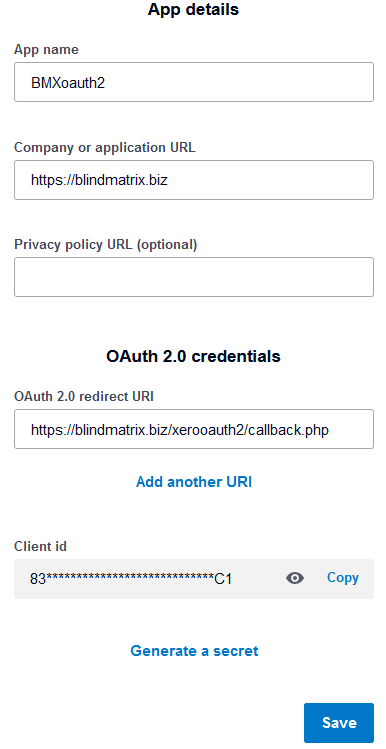 App details
App name
BMXoauth2
Company or application URL
https://blindmatrix.biz
Privacy policy URL (optional)
OAuth 2.0 credentials
OAuth 2.0 redirect URI
https://blindmatrix.biz/xerooauth2/callback.php
Add another URI
Client id
83****************************C1 Copy
Generate a secret
Save